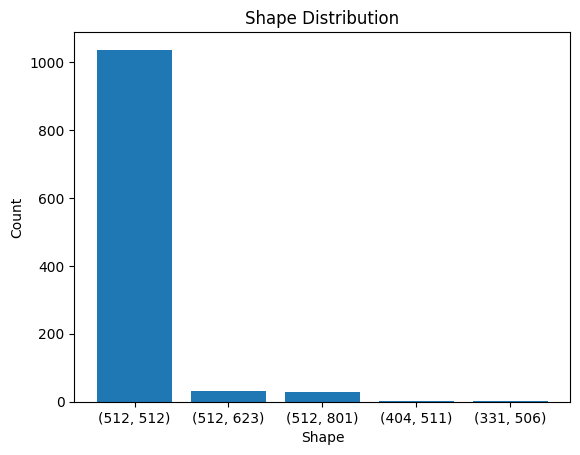 Shape Distribution
Count
1000
800
600
400
200
0
(512, 512) (512, 623) (512, 801) (404, 511) (331, 506)
Shape